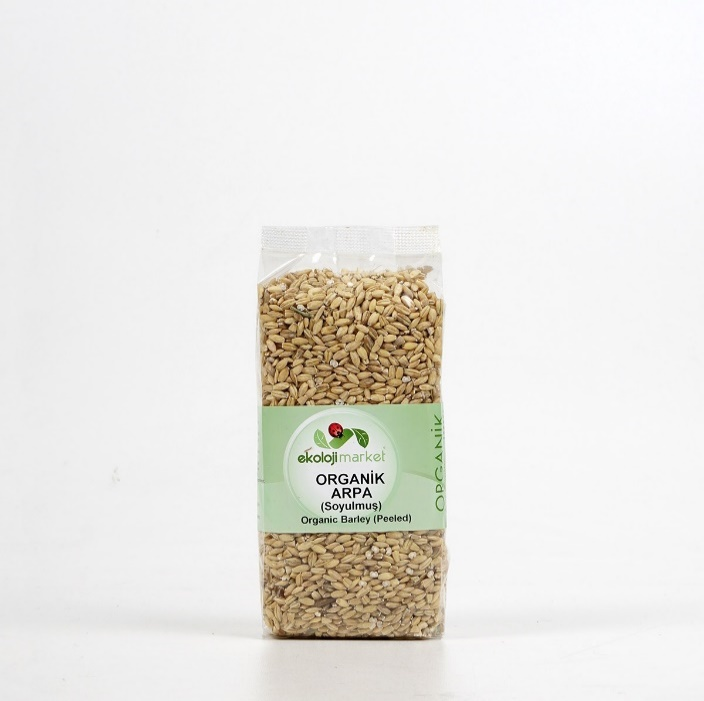 ekolojimarket
ORGANİK
ARPA
(Soyulmuş)
Organic Barley (Peeled)
ORGANİK